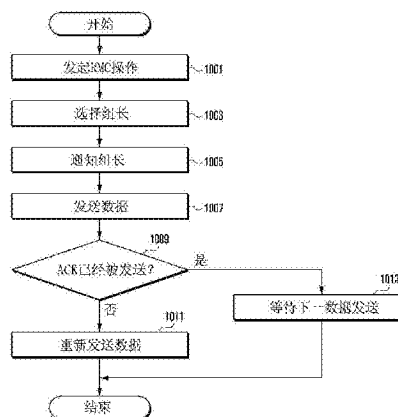 开始
发起RMC操作
1001
选择组长
1003
通知组长
1005
发送数据
1007
1009
ACK已经被发送?
是
否
1013
等待下一数据发送
1011
重新发送数据
结束